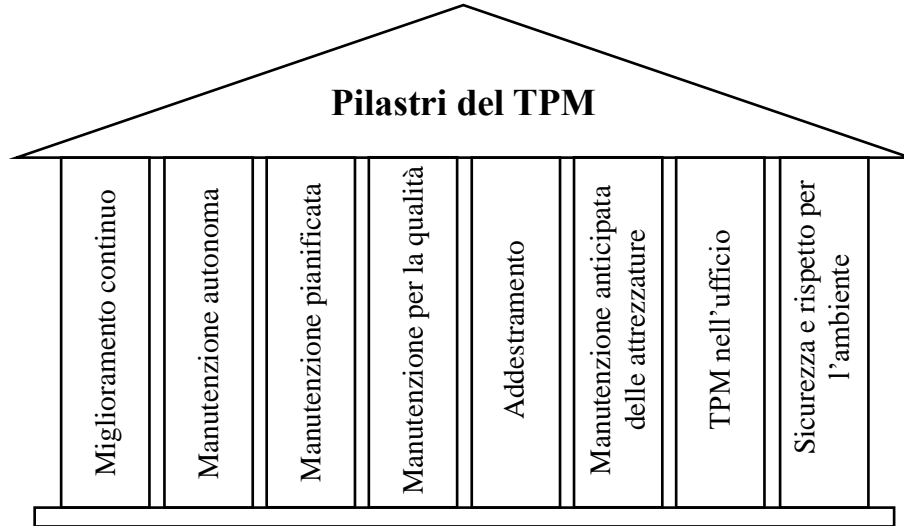 Pilastri del TPM
Miglioramento continuo
Manutenzione autonoma
Manutenzione pianificata
Manutenzione per la qualità
Addestramento
Manutenzione anticipata
delle attrezzature
TPM nell'ufficio
Sicurezza e rispetto per
l'ambiente